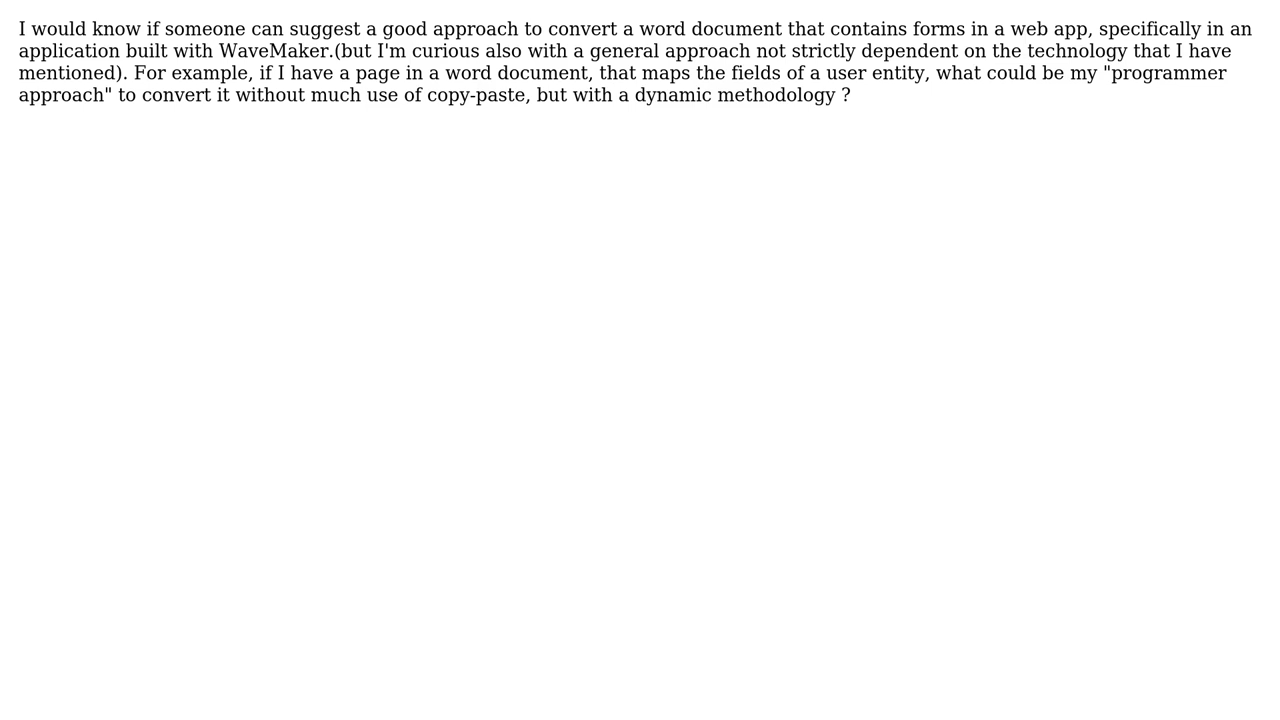 I would know if someone can suggest a good approach to convert a word document that contains forms in a web app, specifically in an
application built with WaveMaker.(but I'm curious also with a general approach not strictly dependent on the technology that I have
mentioned). For example, if I have a page in a word document, that maps the fields of a user entity, what could be my "programmer
approach" to convert it without much use of copy-paste, but with a dynamic methodology ?